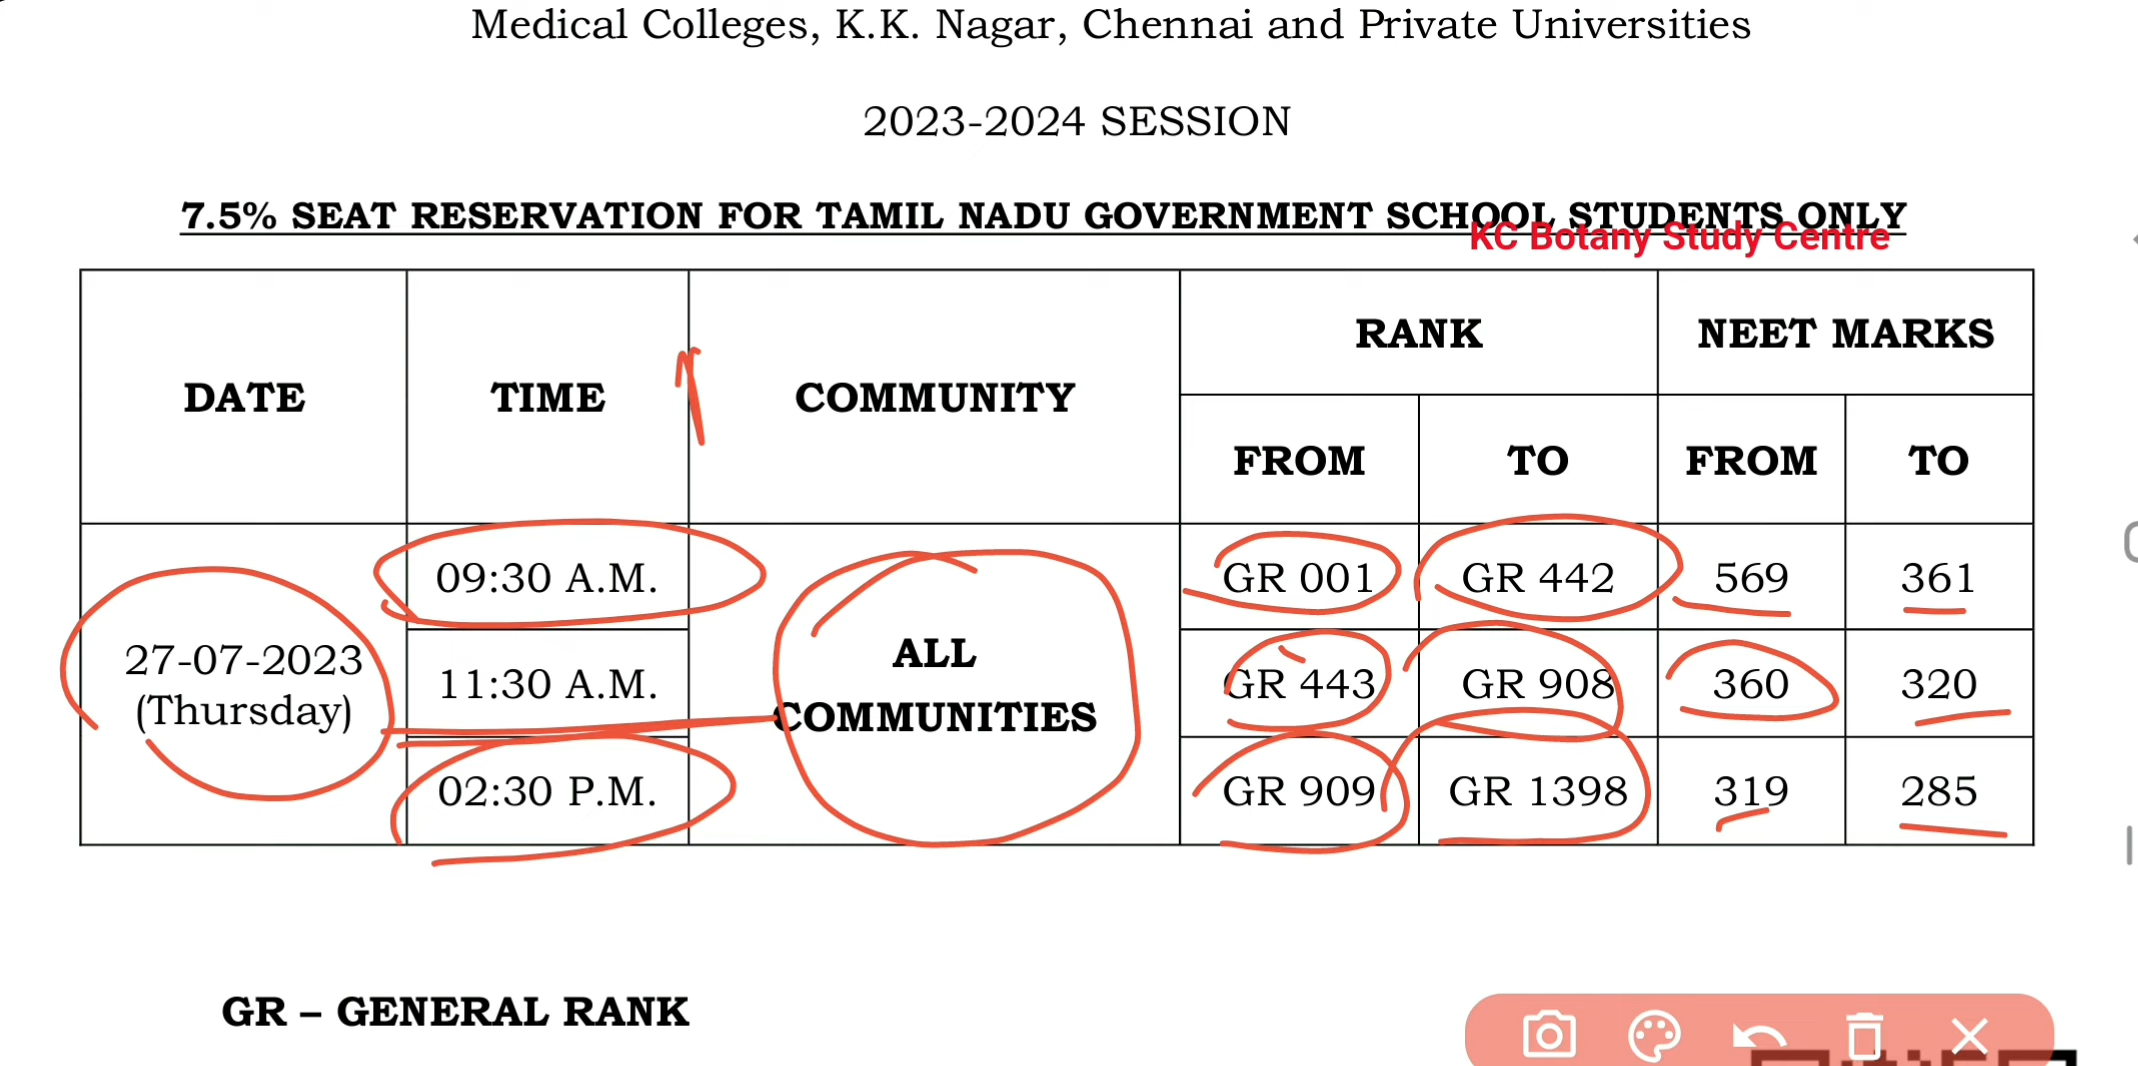 Medical Colleges, K.K. Nagar, Chennai and Private Universities
2023-2024 SESSION
7.5% SEAT RESERVATION FOR TAMIL NADU GOVERNMENT SCHOOL STUDENTS ONLY
KC Botany Study Centre
DATE TIME COMMUNITY RANK NEET MARKS
FROM TO FROM TO
27-07-2023
(Thursday)
09:30 A.M.
11:30 A.M.
02:30 P.M.
ALL
COMMUNITIES
GR 001 GR 442 569 361
GR 443 GR 908 360 320
GR 909 GR 1398 319 285
GR – GENERAL RANK